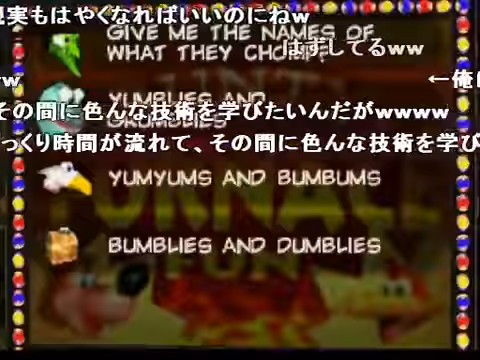 現実もはやくなればいいのにねw
GIVE ME THE NAMES OF
WHAT THEY CHOMP?
はずしてるww
ww
←俺
YUMBLIES AND
GRUMBLIES
その間に色んな技術を学びたいんだがwwww
っくり時間が流れて、その間に色んな技術を学び
YUMYUMS AND BUMBUMS
BUMBLIES AND DUMBLIES